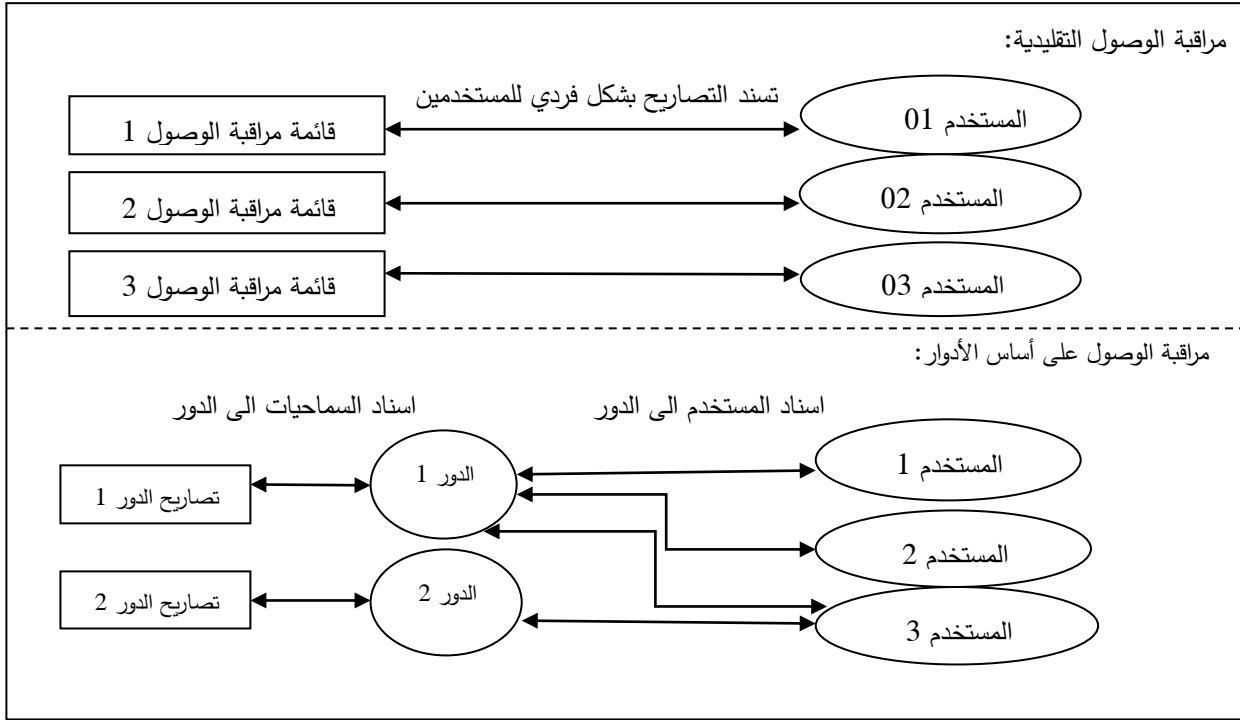 مراقبة الوصول التقليدية:
تسند التصاريح بشكل فردي للمستخدمين
المستخدم 01
قائمة مراقبة الوصول 1
المستخدم 02
قائمة مراقبة الوصول 2
المستخدم 03
قائمة مراقبة الوصول 3
مراقبة الوصول على أساس الأدوار:
اسناد المستخدم الى الدور
اسناد السماحيات الى الدور
المستخدم 1
الدور 1
تصاريح الدور 1
المستخدم 2
الدور 2
تصاريح الدور 2
المستخدم 3